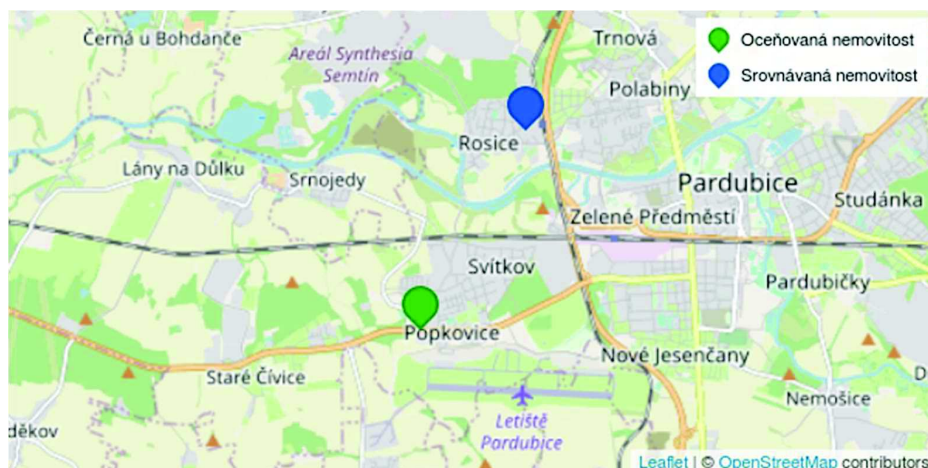 Černá u Bohdanče
Areál Synthesia
Semtín
Trnová
Polabiny
Oceňovaná nemovitost
Srovnávaná nemovitost
Rosice
Lány na Důlku
Srnojedy
Pardubice
Studánka
Zelené Předměstí
Svítkov
Pardubičky
Popkovice
Nové Jesenčany
Staré Čívice
Nemošice
D
děkov
Letiště
Pardubice
Leaflet | © OpenStreetMap contributors